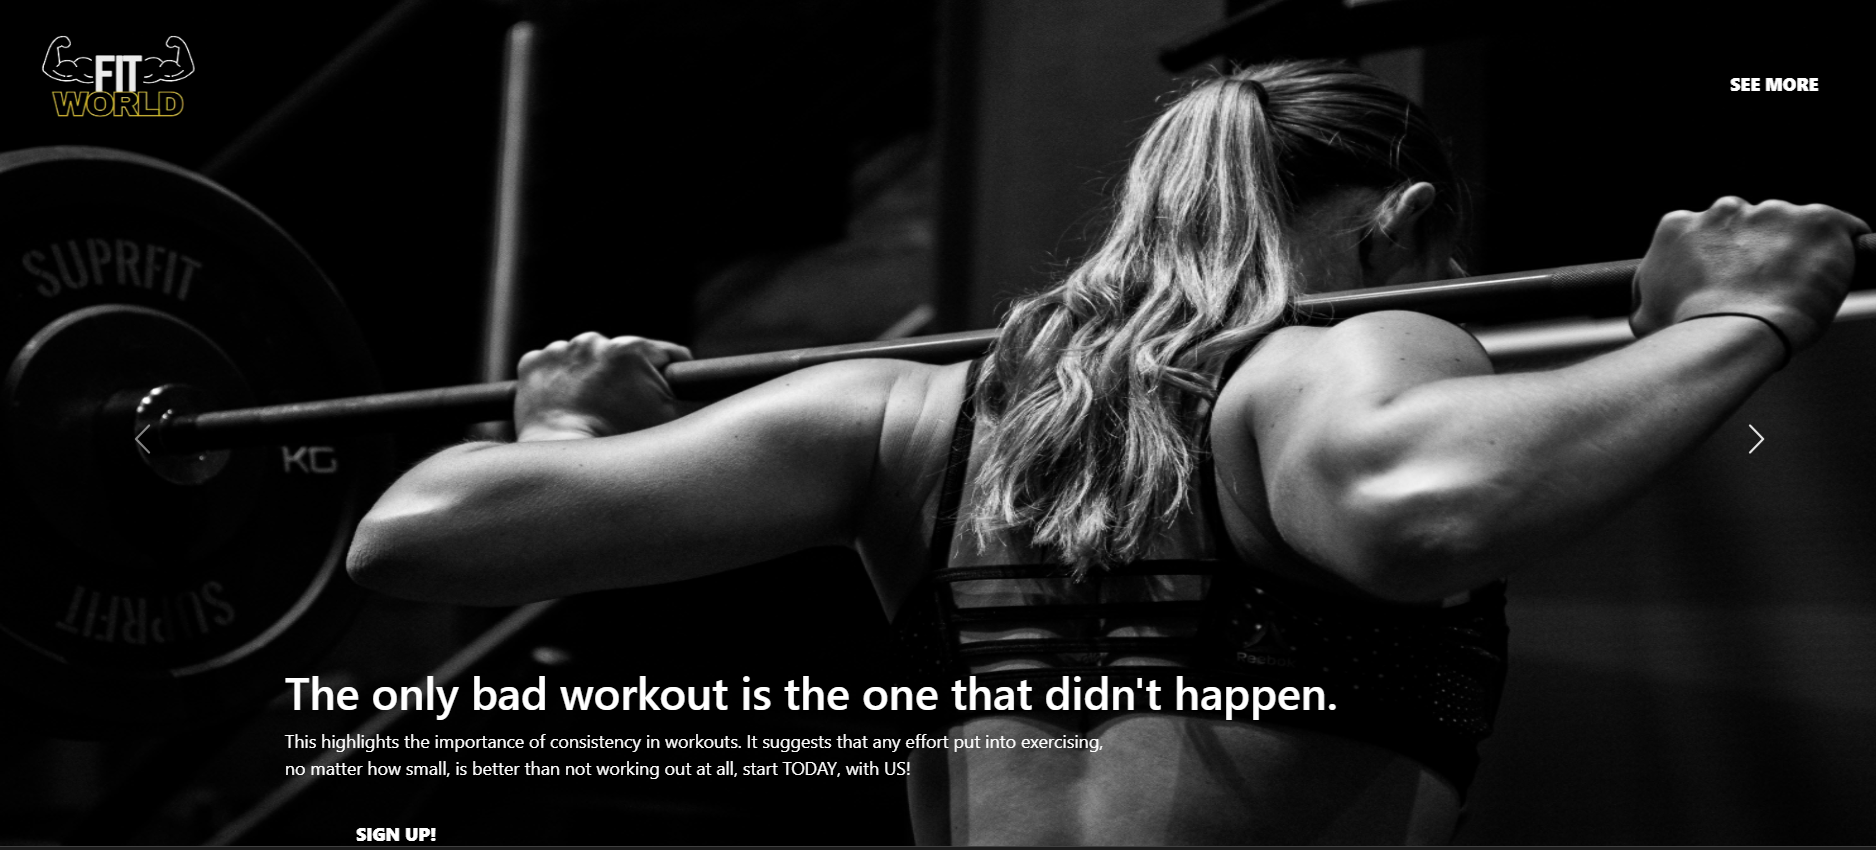 FIT
WORLD
SEE MORE
SUPRFIT
KG
SUPRFIT
Reebok
The only bad workout is the one that didn't happen.
This highlights the importance of consistency in workouts. It suggests that any effort put into exercising,
no matter how small, is better than not working out at all, start TODAY, with US!
SIGN UP!